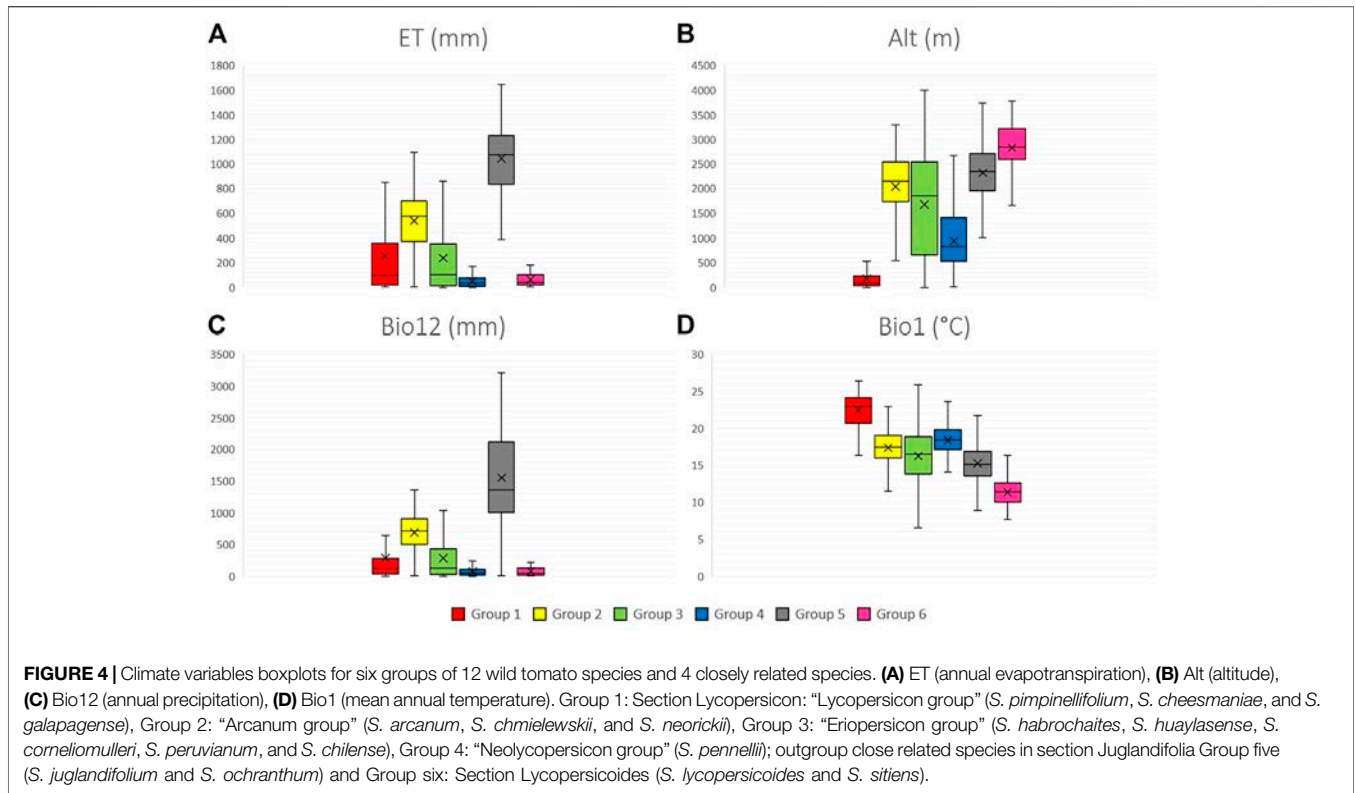 A
ET (mm)
1800
1600
1400
1200
1000
800
600
400
200
0
B
Alt (m)
4500
4000
3500
3000
2500
2000
1500
1000
500
0
C
Bio12 (mm)
3500
3000
2500
2000
1500
1000
500
0
D
Bio1 (°C)
30
25
20
15
10
5
0
Group 1 Group 2 Group 3 Group 4 Group 5 Group 6
FIGURE 4 | Climate variables boxplots for six groups of 12 wild tomato species and 4 closely related species. (A) ET (annual evapotranspiration), (B) Alt (altitude),
(C) Bio12 (annual precipitation), (D) Bio1 (mean annual temperature). Group 1: Section Lycopersicon: “Lycopersicon group” (S. pimpinellifolium, S. cheesmaniae, and S.
galapagense), Group 2: “Arcanum group” (S. arcanum, S. chmielewskii, and S. neorickii), Group 3: “Eriopersicon group” (S. habrochaites, S. huaylasense, S.
corneliomulleri, S. peruvianum, and S. chilense), Group 4: “Neolycopersicon group” (S. pennellii); outgroup close related species in section Juglandifolia Group five
(S. juglandifolium and S. ochranthum) and Group six: Section Lycopersicoides (S. lycopersicoides and S. sitiens).